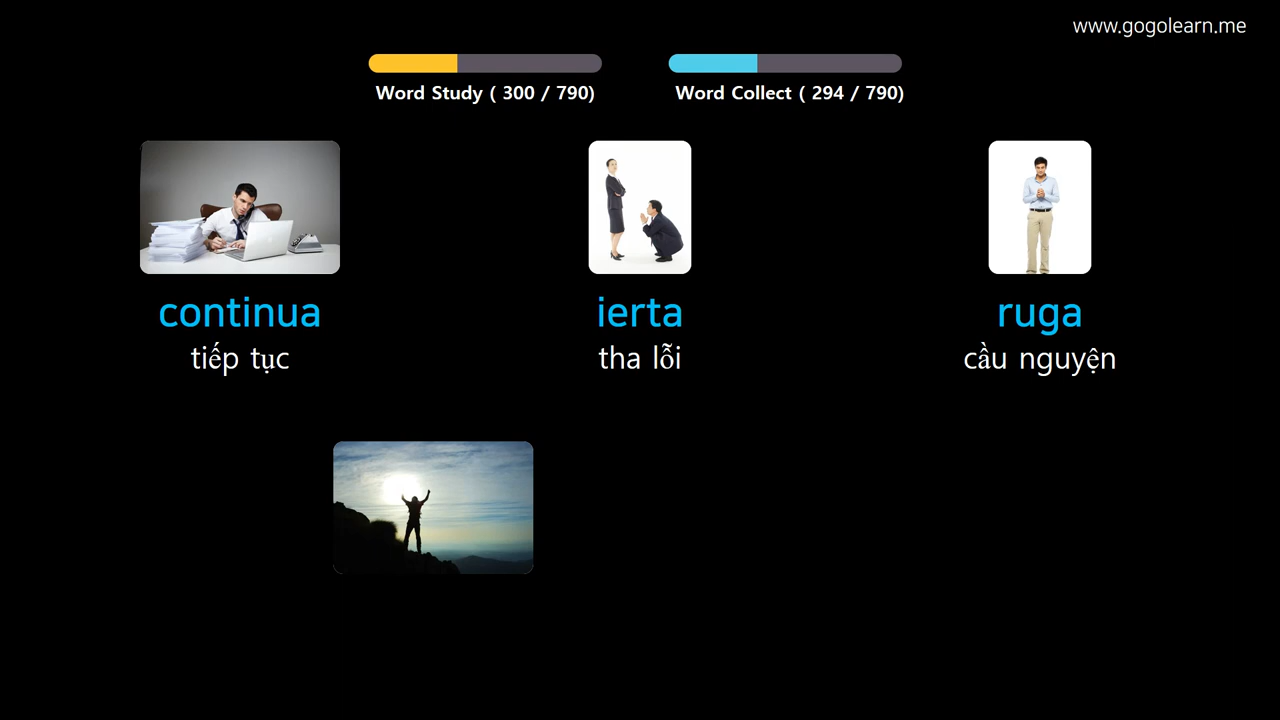 www.gogolearn.me
Word Study ( 300 / 790)
Word Collect ( 294 / 790)
continua
tiếp tục
ierta
tha lỗi
ruga
cầu nguyện